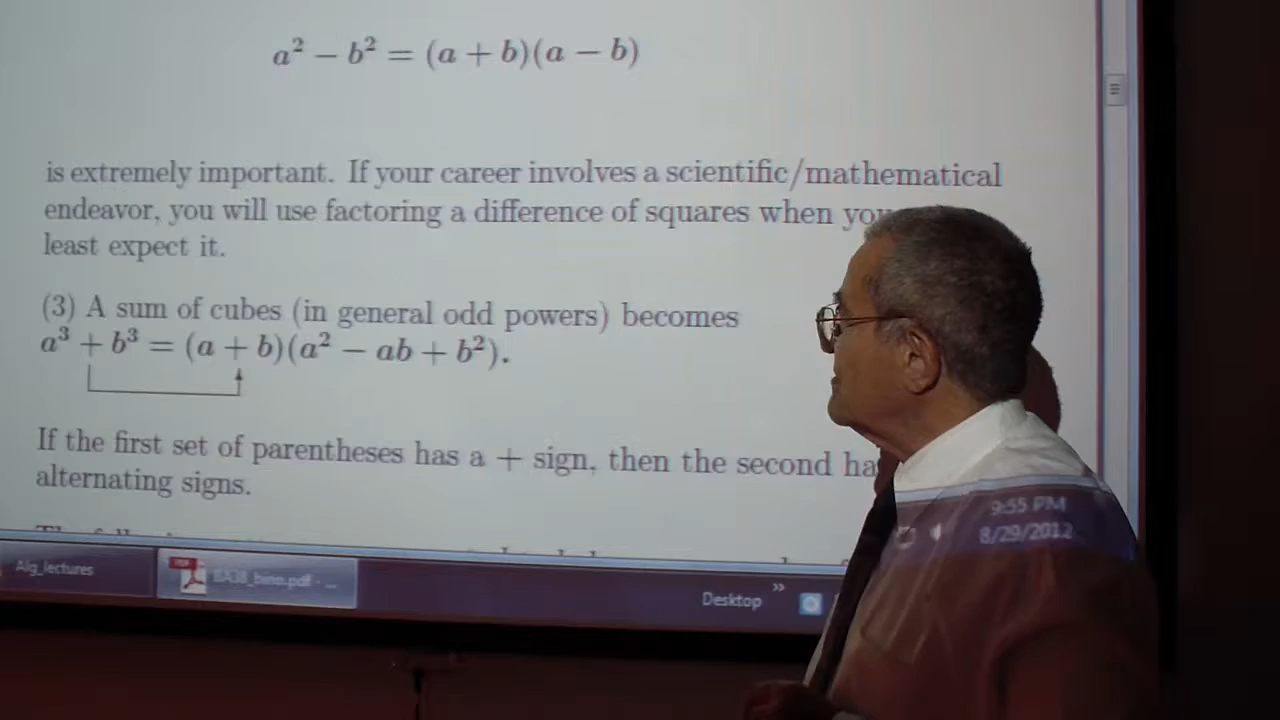 a² − b² = (a + b)(a − b)
is extremely important. If your career involves a scientific/mathematical
endeavor, you will use factoring a difference of squares when you
least expect it.
(3) A sum of cubes (in general odd powers) becomes
a³ + b³ = (a + b)(a² − ab + b²).
If the first set of parentheses has a + sign, then the second
alternating signs.
Alg_lectures
BA38_bino.pdf - ...
Desktop »
9:55 PM
8/29/2012